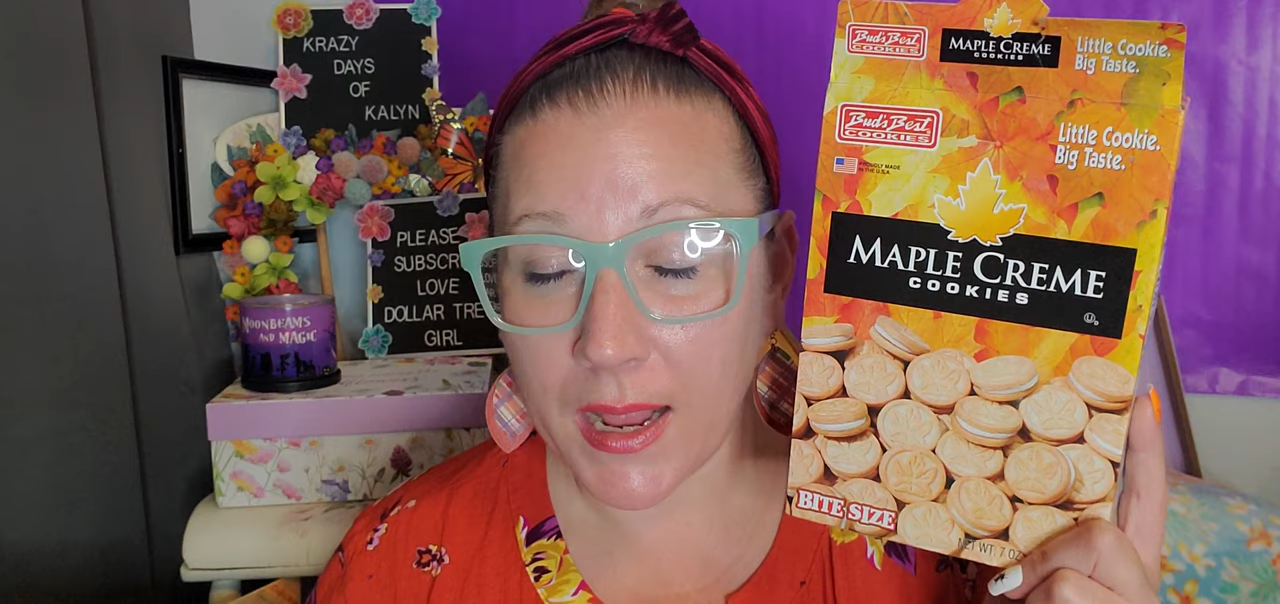 KRAZY
DAYS
OF
KALYN
PLEASE
SUBSCR
LOVE
DOLLAR TRE
GIRL
MOONBEAMS
AND MAGIC
Bud's Best
COOKIES
MAPLE CREME
COOKIES
Little Cookie.
Big Taste.
Bud's Best
COOKIES
Little Cookie.
Big Taste.
PROUDLY MADE
IN THE U.S.A.
MAPLE CREME
COOKIES
BITE SIZE
NET WT. 7 OZ